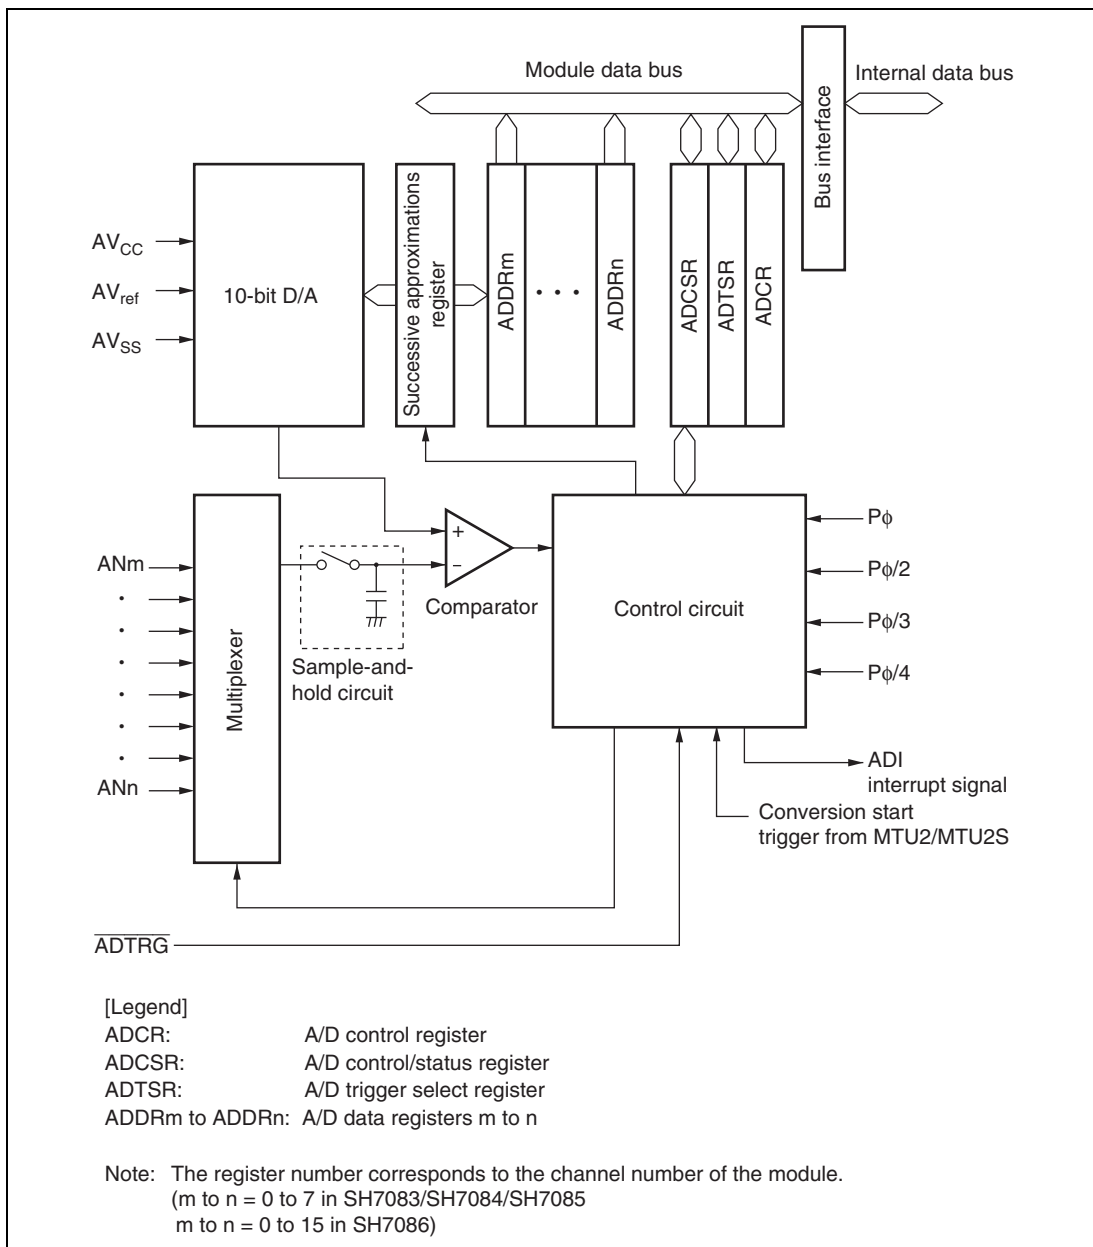 Module data bus
Internal data bus
Bus interface
AVCC
AVref
AVSS
10-bit D/A
Successive approximations
register
ADDRm
• • •
ADDRn
ADCSR
ADTSR
ADCR
ANm
•
•
•
•
•
•
ANn
Multiplexer
Sample-and-
hold circuit
+
−
Comparator
Control circuit
Pϕ
Pϕ/2
Pϕ/3
Pϕ/4
ADI
interrupt signal
Conversion start
trigger from MTU2/MTU2S
ADTRG
[Legend]
ADCR: A/D control register
ADCSR: A/D control/status register
ADTSR: A/D trigger select register
ADDRm to ADDRn: A/D data registers m to n
Note: The register number corresponds to the channel number of the module.
(m to n = 0 to 7 in SH7083/SH7084/SH7085
m to n = 0 to 15 in SH7086)